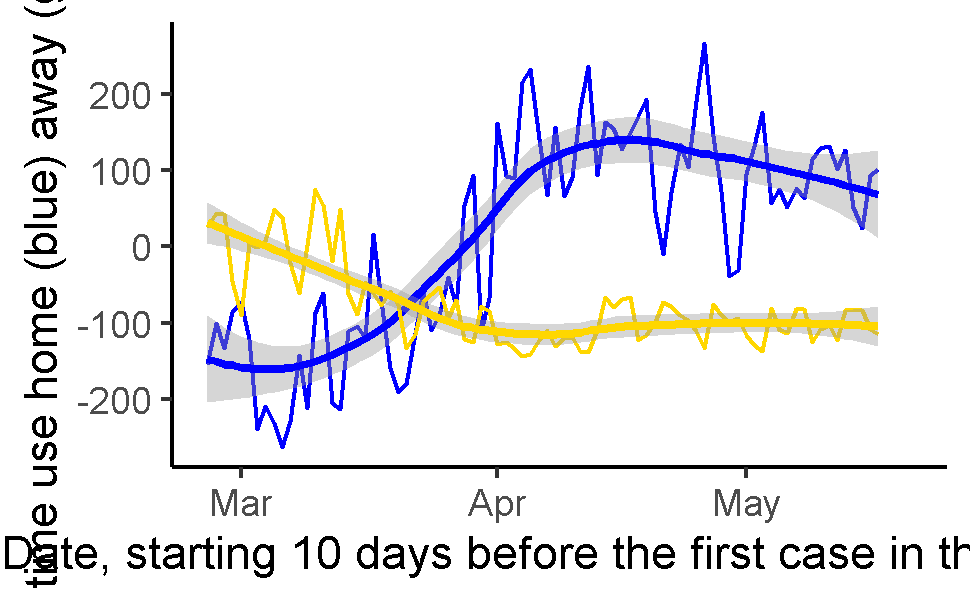 time use home (blue) away (
200
100
0
-100
-200
Mar Apr May
Date, starting 10 days before the first case in th